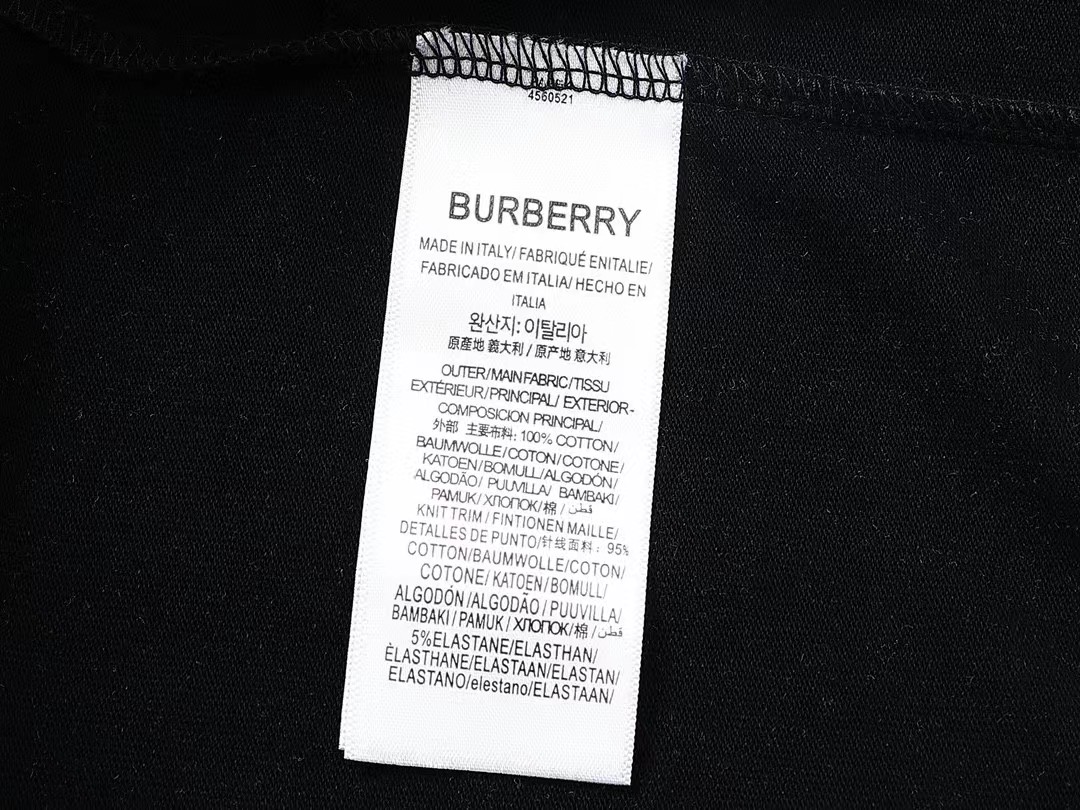 4560521
BURBERRY
MADE IN ITALY/ FABRIQUÉ ENITALIE/
FABRICADO EM ITALIA/ HECHO EN
ITALIA
완산지: 이탈리아
原產地 義大利 / 原产地 意大利
OUTER/MAIN FABRIC/TISSU
EXTÉRIEUR/PRINCIPAL/ EXTERIOR-
COMPOSICION PRINCIPAL/
外部 主要布料: 100% COTTON/
BAUMWOLLE/COTON/COTONE/
KATOEN/BOMULL/ALGODÓN/
ALGODÃO/ PUUVILLA/ BAMBAKI/
PAMUK/ХЛОПОК/棉 / قطن
KNIT TRIM / FINTIONEN MAILLE/
DETALLES DE PUNTO/针线面料: 95%
COTTON/BAUMWOLLE/COTON/
COTONE/ KATOEN/BOMULL/
ALGODÓN /ALGODÃO / PUUVILLA/
BAMBAKI / PAMUK / ХЛОПОК/棉 / قطن
5%ELASTANE/ELASTHAN/
ÈLASTHANE/ELASTAAN/ELASTAN/
ELASTANO/elestano/ELASTAAN/